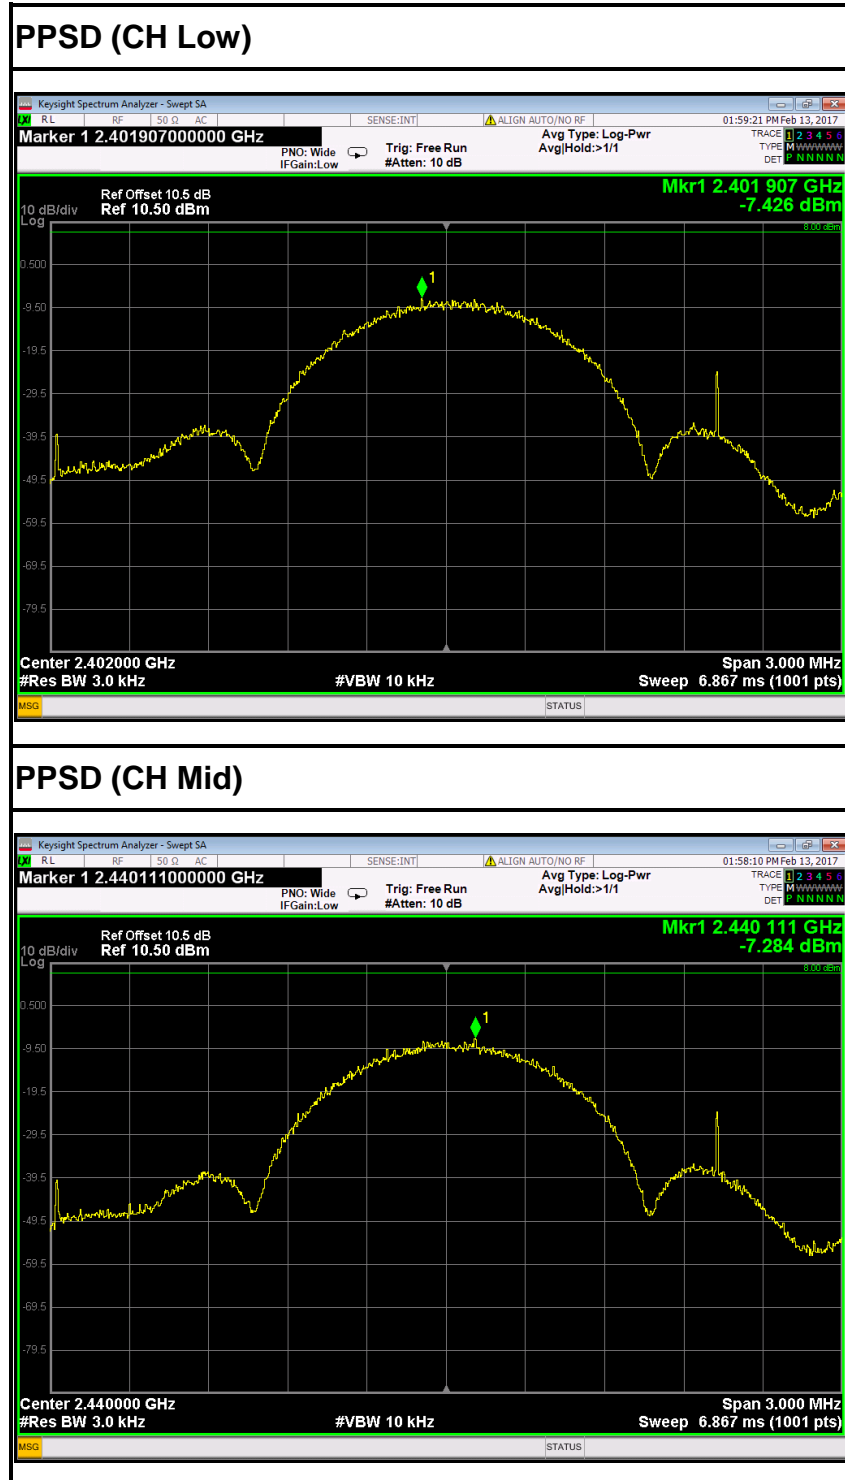 PPSD (CH Low)
Keysight Spectrum Analyzer - Swept SA
LXI RL RF 50 Ω AC SENSE:INT ALIGN AUTO/NO RF 01:59:21 PM Feb 13, 2017
Marker 1 2.401907000000 GHz
PNO: Wide
IFGain:Low
Trig: Free Run
#Atten: 10 dB
Avg Type: Log-Pwr
Avg|Hold:>1/1
TRACE 1 2 3 4 5 6
TYPE M WWWWW
DET P N N N N N
Mkr1 2.401 907 GHz
-7.426 dBm
Ref Offset 10.5 dB
10 dB/div Ref 10.50 dBm
Log
8.00 dBm
0.500
1
-9.50
-19.5
-29.5
-39.5
-49.5
-59.5
-69.5
-79.5
Center 2.402000 GHz Span 3.000 MHz
#Res BW 3.0 kHz #VBW 10 kHz Sweep 6.867 ms (1001 pts)
MSG STATUS
PPSD (CH Mid)
Keysight Spectrum Analyzer - Swept SA
LXI RL RF 50 Ω AC SENSE:INT ALIGN AUTO/NO RF 01:58:10 PM Feb 13, 2017
Marker 1 2.440111000000 GHz
PNO: Wide
IFGain:Low
Trig: Free Run
#Atten: 10 dB
Avg Type: Log-Pwr
Avg|Hold:>1/1
TRACE 1 2 3 4 5 6
TYPE M WWWWW
DET P N N N N N
Mkr1 2.440 111 GHz
-7.284 dBm
Ref Offset 10.5 dB
10 dB/div Ref 10.50 dBm
Log
8.00 dBm
0.500
1
-9.50
-19.5
-29.5
-39.5
-49.5
-59.5
-69.5
-79.5
Center 2.440000 GHz Span 3.000 MHz
#Res BW 3.0 kHz #VBW 10 kHz Sweep 6.867 ms (1001 pts)
MSG STATUS